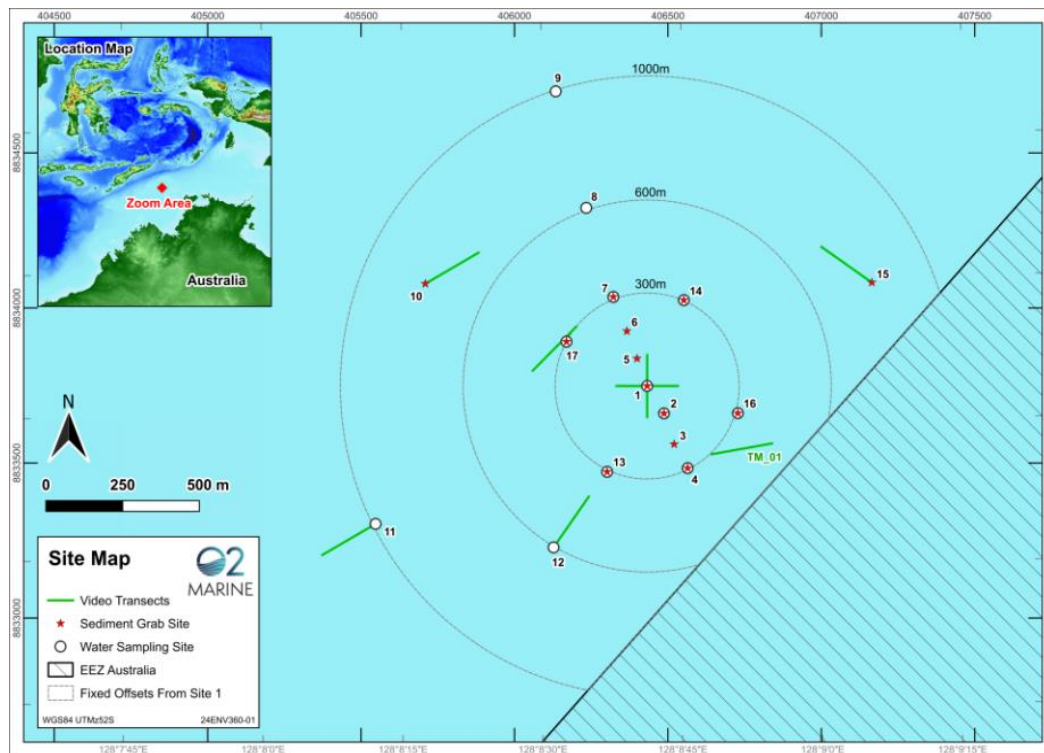 404500
405000
405500
406000
406500
407000
407500
Location Map
Zoom Area
Australia
1000m
9
8834500
600m
8
10
15
300m
7
14
8834000
6
17
5
1
2
16
N
3
TM_01
8833500
13
4
0 250 500 m
11
12
Site Map
O2
MARINE
Video Transects
Sediment Grab Site
Water Sampling Site
EEZ Australia
Fixed Offsets From Site 1
WGS84 UTMz52S 24ENV360-01
8833000
128°7'45"E
128°8'0"E
128°8'15"E
128°8'30"E
128°8'45"E
128°9'0"E
128°9'15"E